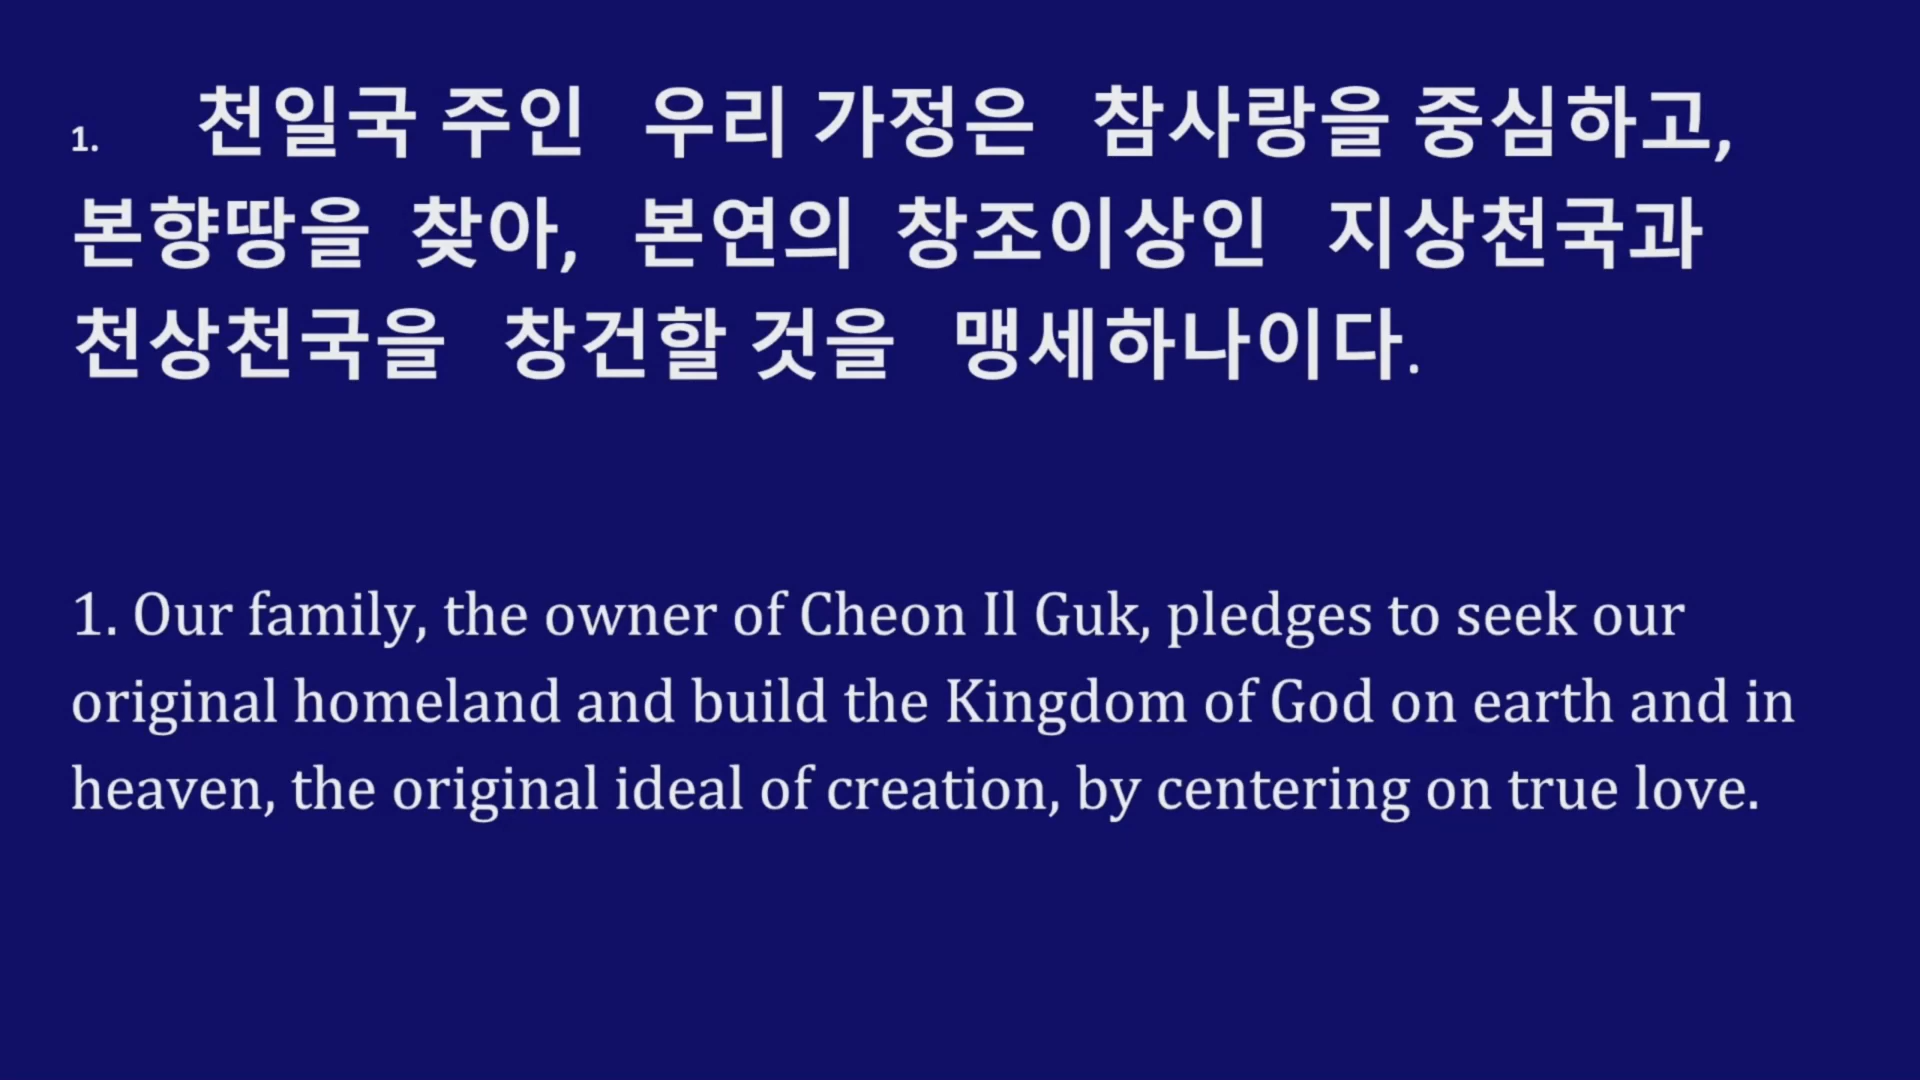 1. 천일국 주인 우리 가정은 참사랑을 중심하고,
본향땅을 찾아, 본연의 창조이상인 지상천국과
천상천국을 창건할 것을 맹세하나이다.
1. Our family, the owner of Cheon Il Guk, pledges to seek our
original homeland and build the Kingdom of God on earth and in
heaven, the original ideal of creation, by centering on true love.